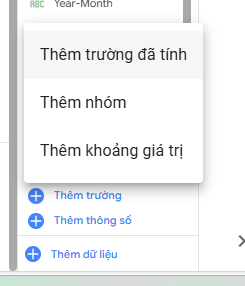 ABC Year-Month
Thêm trường đã tính
Thêm nhóm
Thêm khoảng giá trị
Thêm trường
Thêm thông số
Thêm dữ liệu